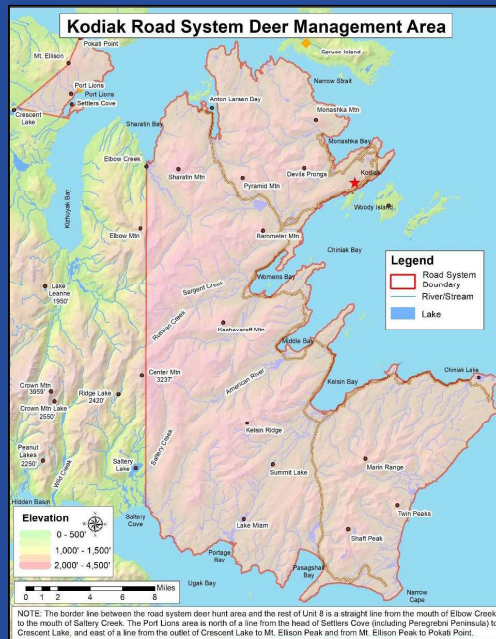 Kodiak Road System Deer Management Area
Pokati Point
Mt. Ellison
Port Lions
Port Lions
Settlers Cove
Crescent
Lake
Spruce Island
Narrow Strait
Anton Larsen Bay
Monashka Mtn
Sharatin Bay
Monashka Bay
Elbow Creek
Sharatin Mtn
Devils Prongs
Kodiak
Pyramid Mtn
Woody Island
Kizhuyak Bay
Elbow Mtn
Barometer Mtn
Chiniak Bay
Legend
Road System
Boundary
River/Stream
Lake
Lake
Leanne
1950'
Womens Bay
Sargent Creek
Russian Creek
Middle Bay
Chiniak Lake
Kalsin Bay
Center Mtn
3237'
American River
Crown Mtn
3959'
Crown Mtn Lake
2550'
Ridge Lake
2420'
Kalsin Ridge
Peanut
Lakes
2250'
Wild Creek
Saltery Creek
Saltery
Lake
Summit Lake
Marin Range
Hidden Basin
Twin Peaks
Elevation
0 - 500'
1,000' - 1,500'
2,000' - 4,500'
Saltery
Cove
Lake Miam
Shaft Peak
Portage
Bay
Pasagshak
Bay
Ugak Bay
Narrow
Cape
0 1 2 4 6 8
Miles
NOTE: The border line between the road system deer hunt area and the rest of Unit 8 is a straight line from the mouth of Elbow Creek
to the mouth of Saltery Creek. The Port Lions area is north of a line from the head of Settlers Cove (including Peregrebni Peninsula) to
Crescent Lake, and east of a line from the outlet of Crescent Lake to Mt. Ellison Peak and from Mt. Ellison Peak to Pokati Point.